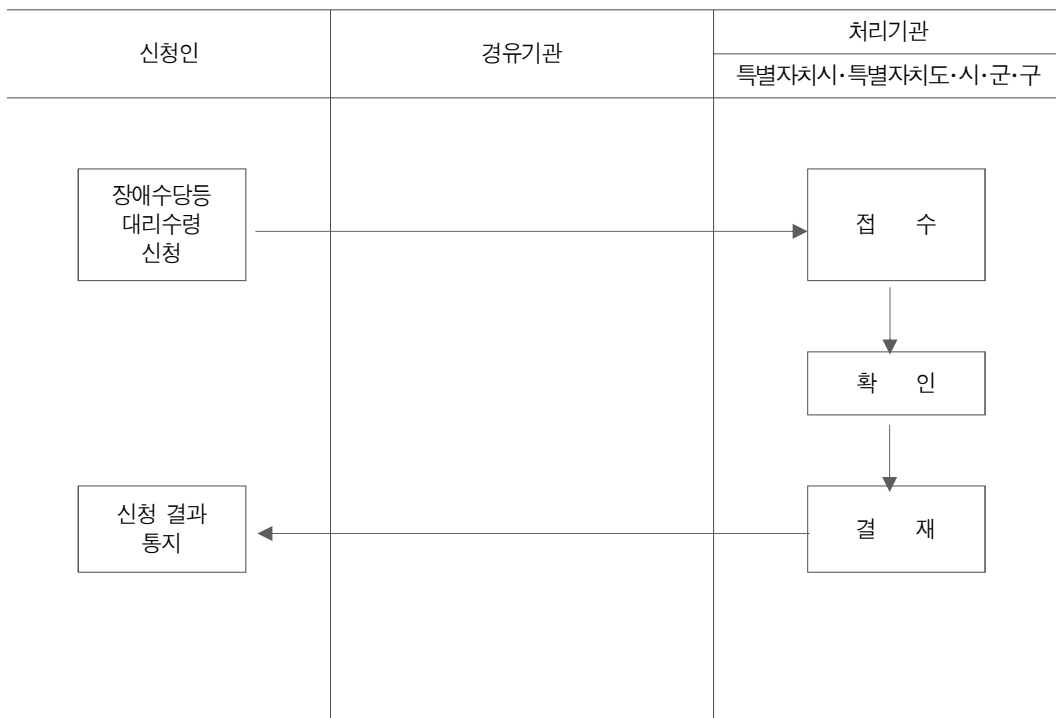 신청인
경유기관
처리기관
특별자치시·특별자치도·시·군·구
장애수당등
대리수령
신청
접 수
확 인
신청 결과
통지
결 재